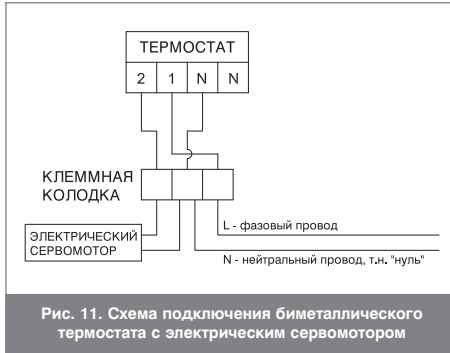 ТЕРМОСТАТ
2 1 N N
КЛЕММНАЯ
КОЛОДКА
ЭЛЕКТРИЧЕСКИЙ
СЕРВОМОТОР
L - фазовый провод
N - нейтральный провод, т.н. "нуль"
Рис. 11. Схема подключения биметаллического
термостата с электрическим сервомотором